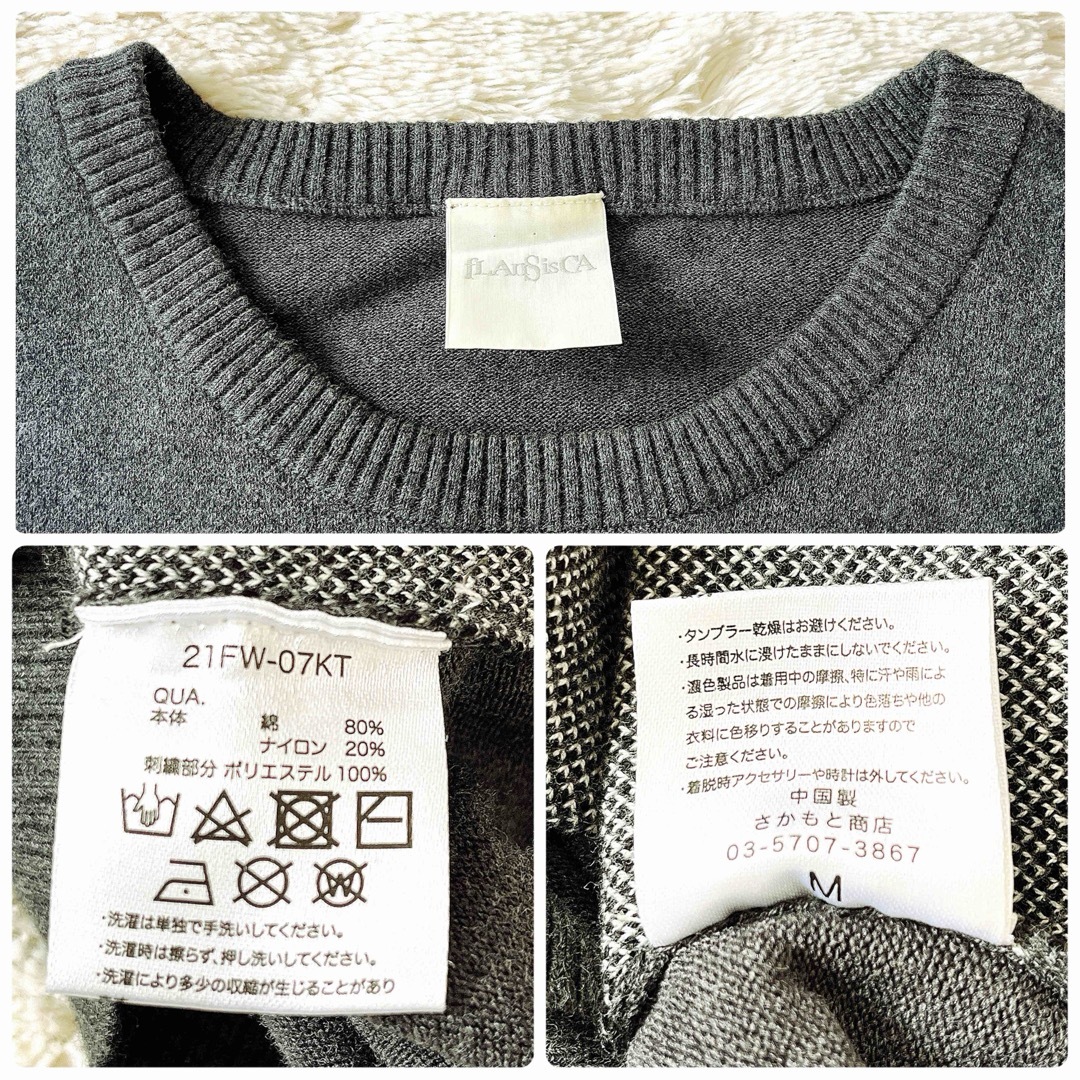 fLAnSisCA
21FW-07KT
QUA.
本体 綿 80%
ナイロン 20%
刺繍部分 ポリエステル 100%
・洗濯は単独で手洗いしてください。
・洗濯時は擦らず、押し洗いしてください。
・洗濯により多少の収縮が生じることがあり
・タンブラー乾燥はお避けください。
・長時間水に浸けたままにしないでください。
・濃色製品は着用中の摩擦、特に汗や雨によ
る湿った状態での摩擦により色落ちや他の
衣料に色移りすることがありますので
ご注意ください。
・着脱時アクセサリーや時計は外してください。
中国製
さかもと商店
03-5707-3867
M